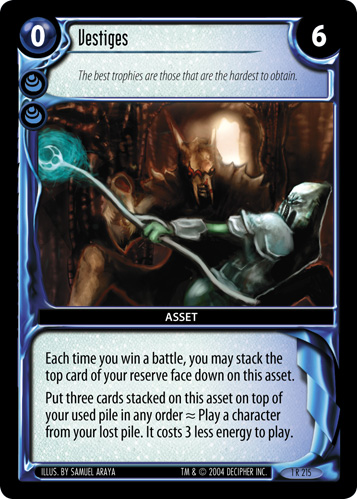 0 Vestiges 6
The best trophies are those that are the hardest to obtain.
ASSET
Each time you win a battle, you may stack the
top card of your reserve face down on this asset.
Put three cards stacked on this asset on top of
your used pile in any order ≈ Play a character
from your lost pile. It costs 3 less energy to play.
ILLUS. BY SAMUEL ARAYA TM & © 2004 DECIPHER INC. 1 R 215